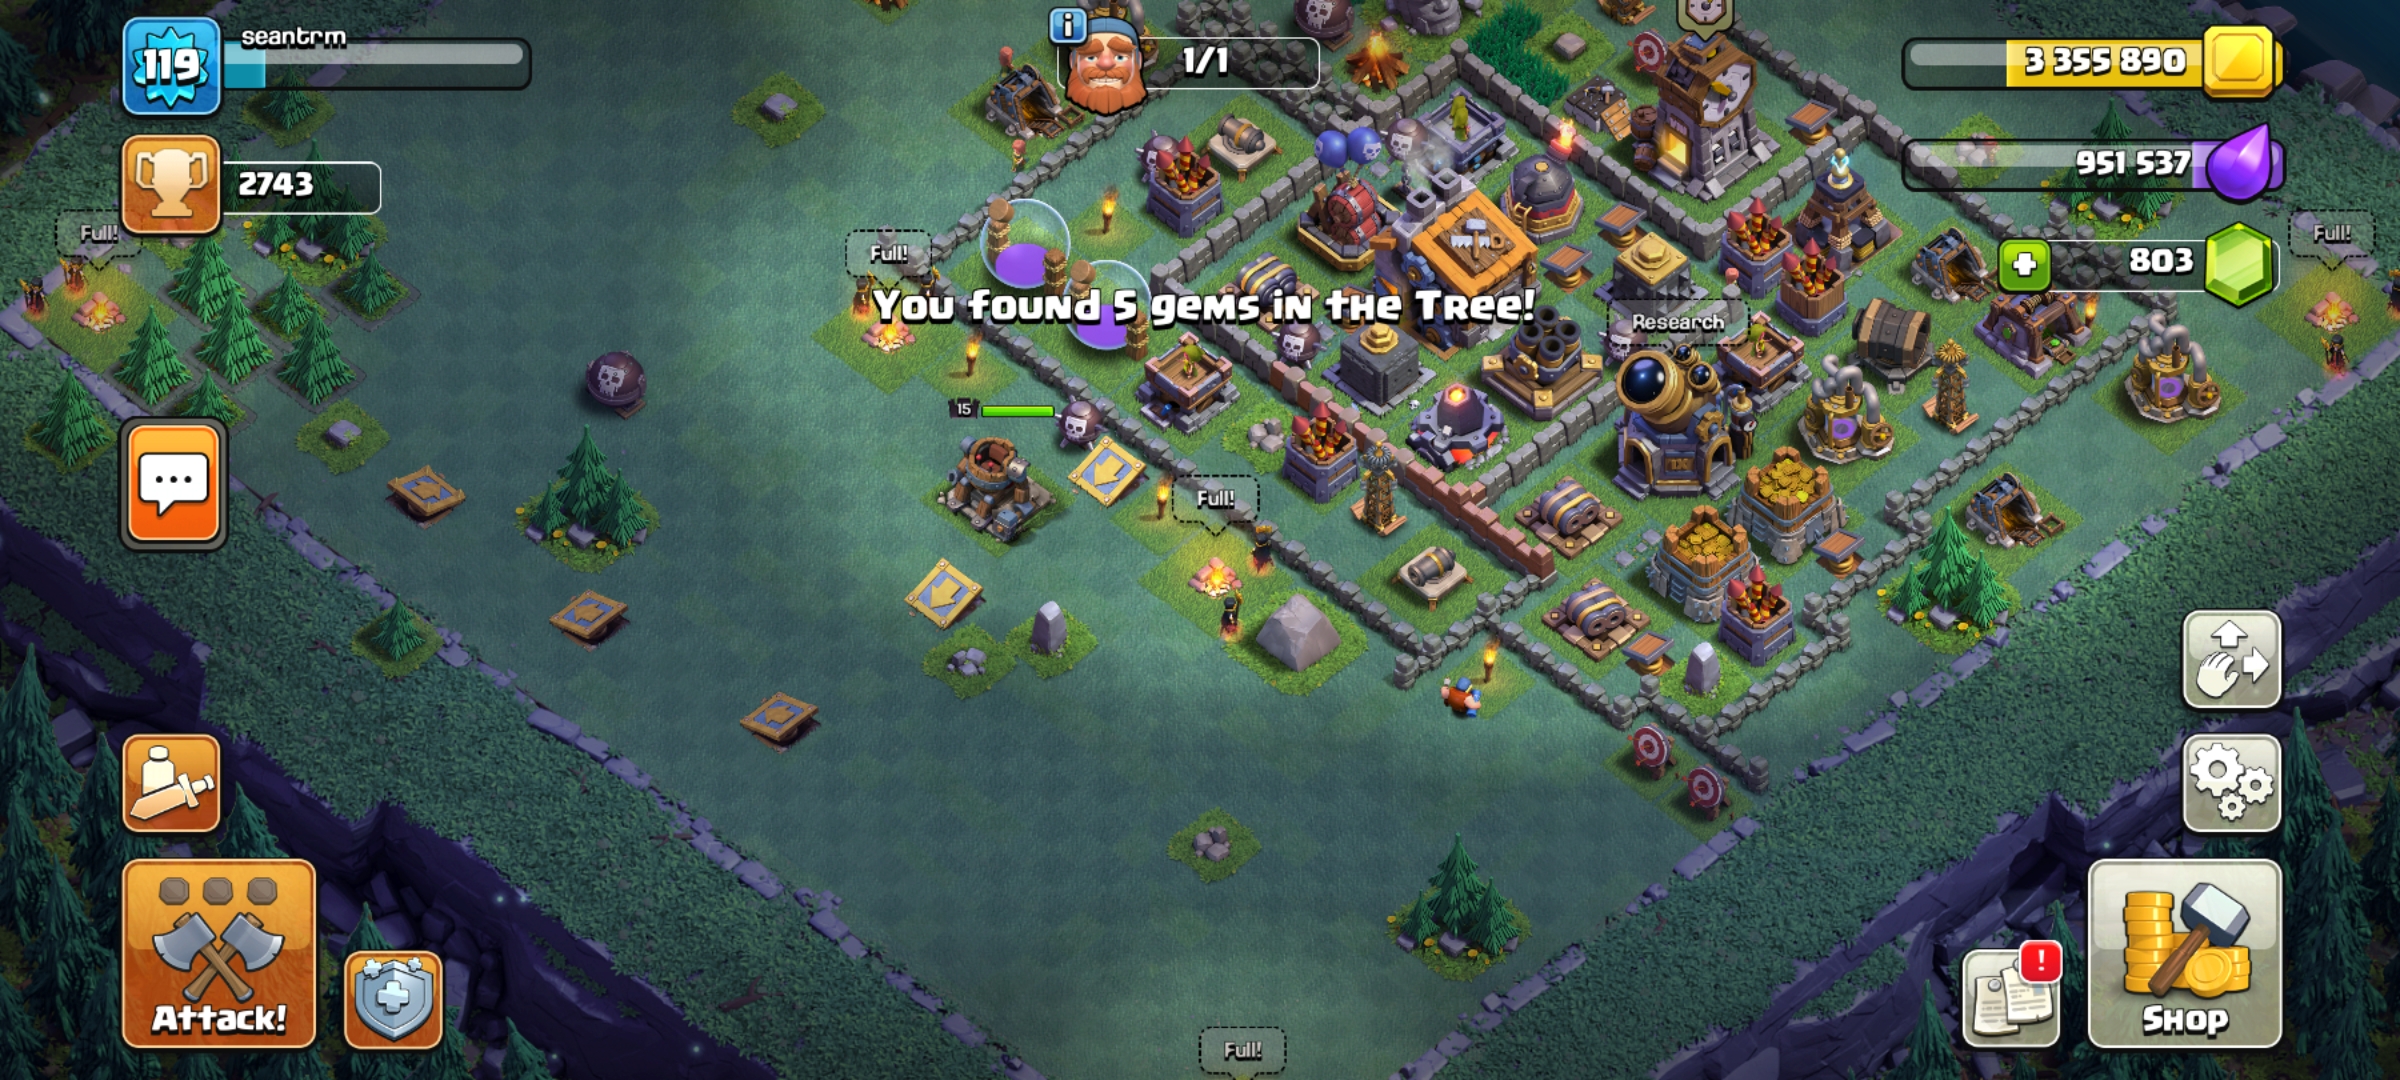 119
seantrm
i
1/1
3 355 890
2743
951 537
Full!
Full!
Full!
803
You found 5 gems in the Tree!
Research
15
Full!
!
Attack!
Shop
Full!